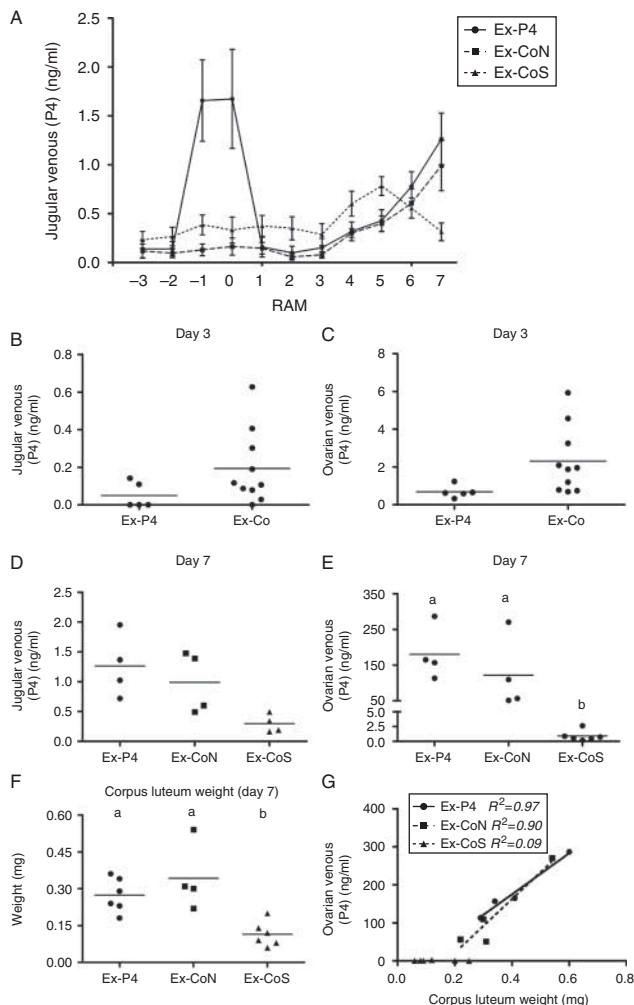 A
Jugular venous (P4) (ng/ml)
2.5
2.0
1.5
1.0
0.5
0.0
–3 –2 –1 0 1 2 3 4 5 6 7
RAM
Ex-P4
Ex-CoN
Ex-CoS
B
Day 3
Jugular venous
(P4) (ng/ml)
0.8
0.6
0.4
0.2
0.0
Ex-P4 Ex-Co
C
Day 3
Ovarian venous
(P4) (ng/ml)
8
6
4
2
0
Ex-P4 Ex-Co
D
Day 7
Jugular venous
(P4) (ng/ml)
2.5
2.0
1.5
1.0
0.5
0.0
Ex-P4 Ex-CoN Ex-CoS
E
Day 7
Ovarian venous
(P4) (ng/ml)
350
250
150
50
5.0
2.5
0.0
a a b
Ex-P4 Ex-CoN Ex-CoS
F
Corpus luteum weight (day 7)
a a b
Weight (mg)
0.60
0.45
0.30
0.15
0.00
Ex-P4 Ex-CoN Ex-CoS
G
Ex-P4 R²=0.97
Ex-CoN R²=0.90
Ex-CoS R²=0.09
Ovarian venous
(P4) (ng/ml)
400
300
200
100
0
0.0 0.2 0.4 0.6 0.8
Corpus luteum weight (mg)